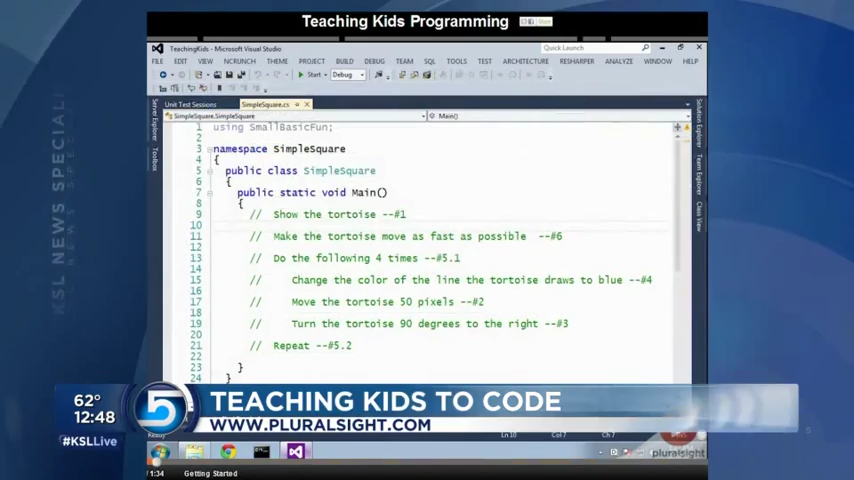 Teaching Kids Programming
TeachingKids - Microsoft Visual Studio
Quick Launch
FILE EDIT VIEW NCRUNCH THEME PROJECT BUILD DEBUG TEAM SQL TOOLS TEST ARCHITECTURE RESHARPER ANALYZE WINDOW HELP
Start Debug
Unit Test Sessions SimpleSquare.cs
SimpleSquare.SimpleSquare Main()
Server Explorer
Toolbox
Solution Explorer
Team Explorer
Class View
1 using SmallBasicFun;
2
3 namespace SimpleSquare
4 {
5 public class SimpleSquare
6 {
7 public static void Main()
8 {
9 // Show the tortoise --#1
10
11 // Make the tortoise move as fast as possible --#6
12
13 // Do the following 4 times --#5.1
14
15 // Change the color of the line the tortoise draws to blue --#4
16
17 // Move the tortoise 50 pixels --#2
18
19 // Turn the tortoise 90 degrees to the right --#3
20
21 // Repeat --#5.2
22
23 }
24 }
KSL NEWS SPECIALI
62°
12:48
#KSLLive
5
TEACHING KIDS TO CODE
WWW.PLURALSIGHT.COM
Ready Ln 10 Col 7 Ch 7
pluralsight
1:34 Getting Started